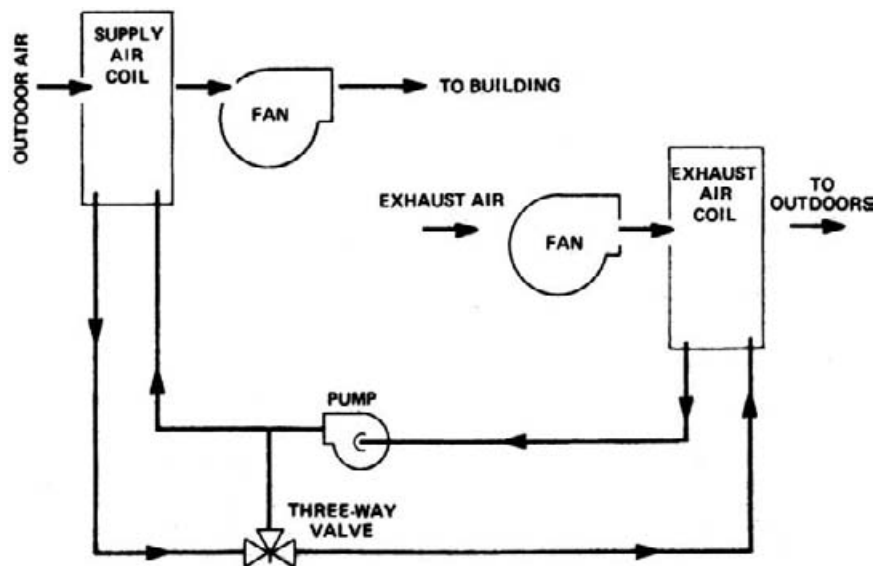 OUTDOOR AIR
SUPPLY
AIR
COIL
FAN
TO BUILDING
EXHAUST AIR
FAN
EXHAUST
AIR
COIL
TO
OUTDOORS
PUMP
THREE-WAY
VALVE